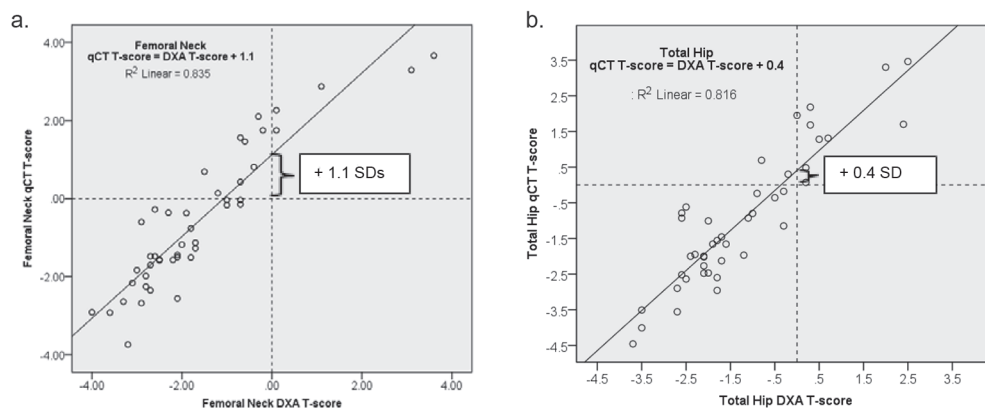 a.
Femoral Neck
qCT T-score = DXA T-score + 1.1
R² Linear = 0.835
+ 1.1 SDs
Femoral Neck qCT T-score
4.00
2.00
.00
-2.00
-4.00
-4.00 -2.00 .00 2.00 4.00
Femoral Neck DXA T-score
b.
Total Hip
qCT T-score = DXA T-score + 0.4
: R² Linear = 0.816
+ 0.4 SD
Total Hip qCT T-score
3.5
2.5
1.5
.5
-.5
-1.5
-2.5
-3.5
-4.5
-4.5 -3.5 -2.5 -1.5 -.5 .5 1.5 2.5 3.5
Total Hip DXA T-score